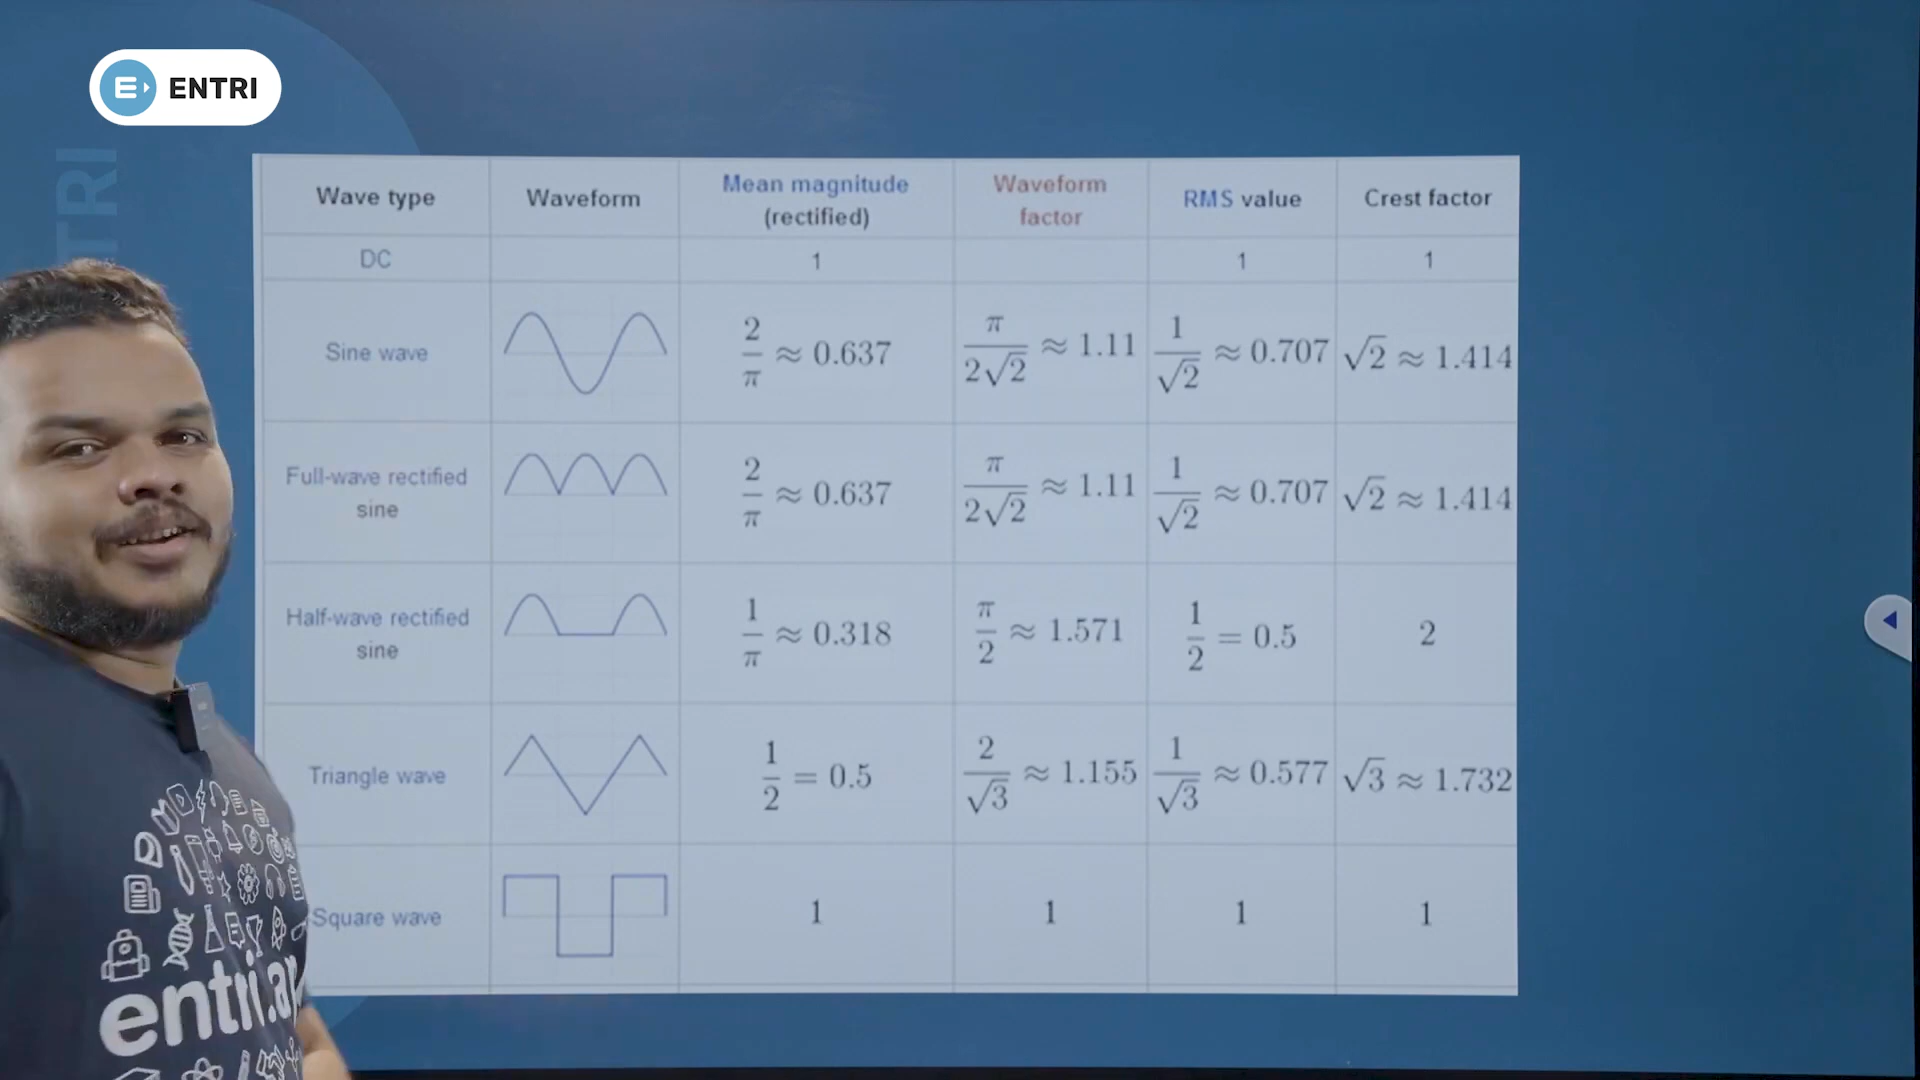 ENTRI
TRI
Wave type Waveform Mean magnitude (rectified) Waveform factor RMS value Crest factor
DC 1 1 1
Sine wave 2/π ≈ 0.637 π/2√2 ≈ 1.11 1/√2 ≈ 0.707 √2 ≈ 1.414
Full-wave rectified sine 2/π ≈ 0.637 π/2√2 ≈ 1.11 1/√2 ≈ 0.707 √2 ≈ 1.414
Half-wave rectified sine 1/π ≈ 0.318 π/2 ≈ 1.571 1/2 = 0.5 2
Triangle wave 1/2 = 0.5 2/√3 ≈ 1.155 1/√3 ≈ 0.577 √3 ≈ 1.732
Square wave 1 1 1 1
entri.ap